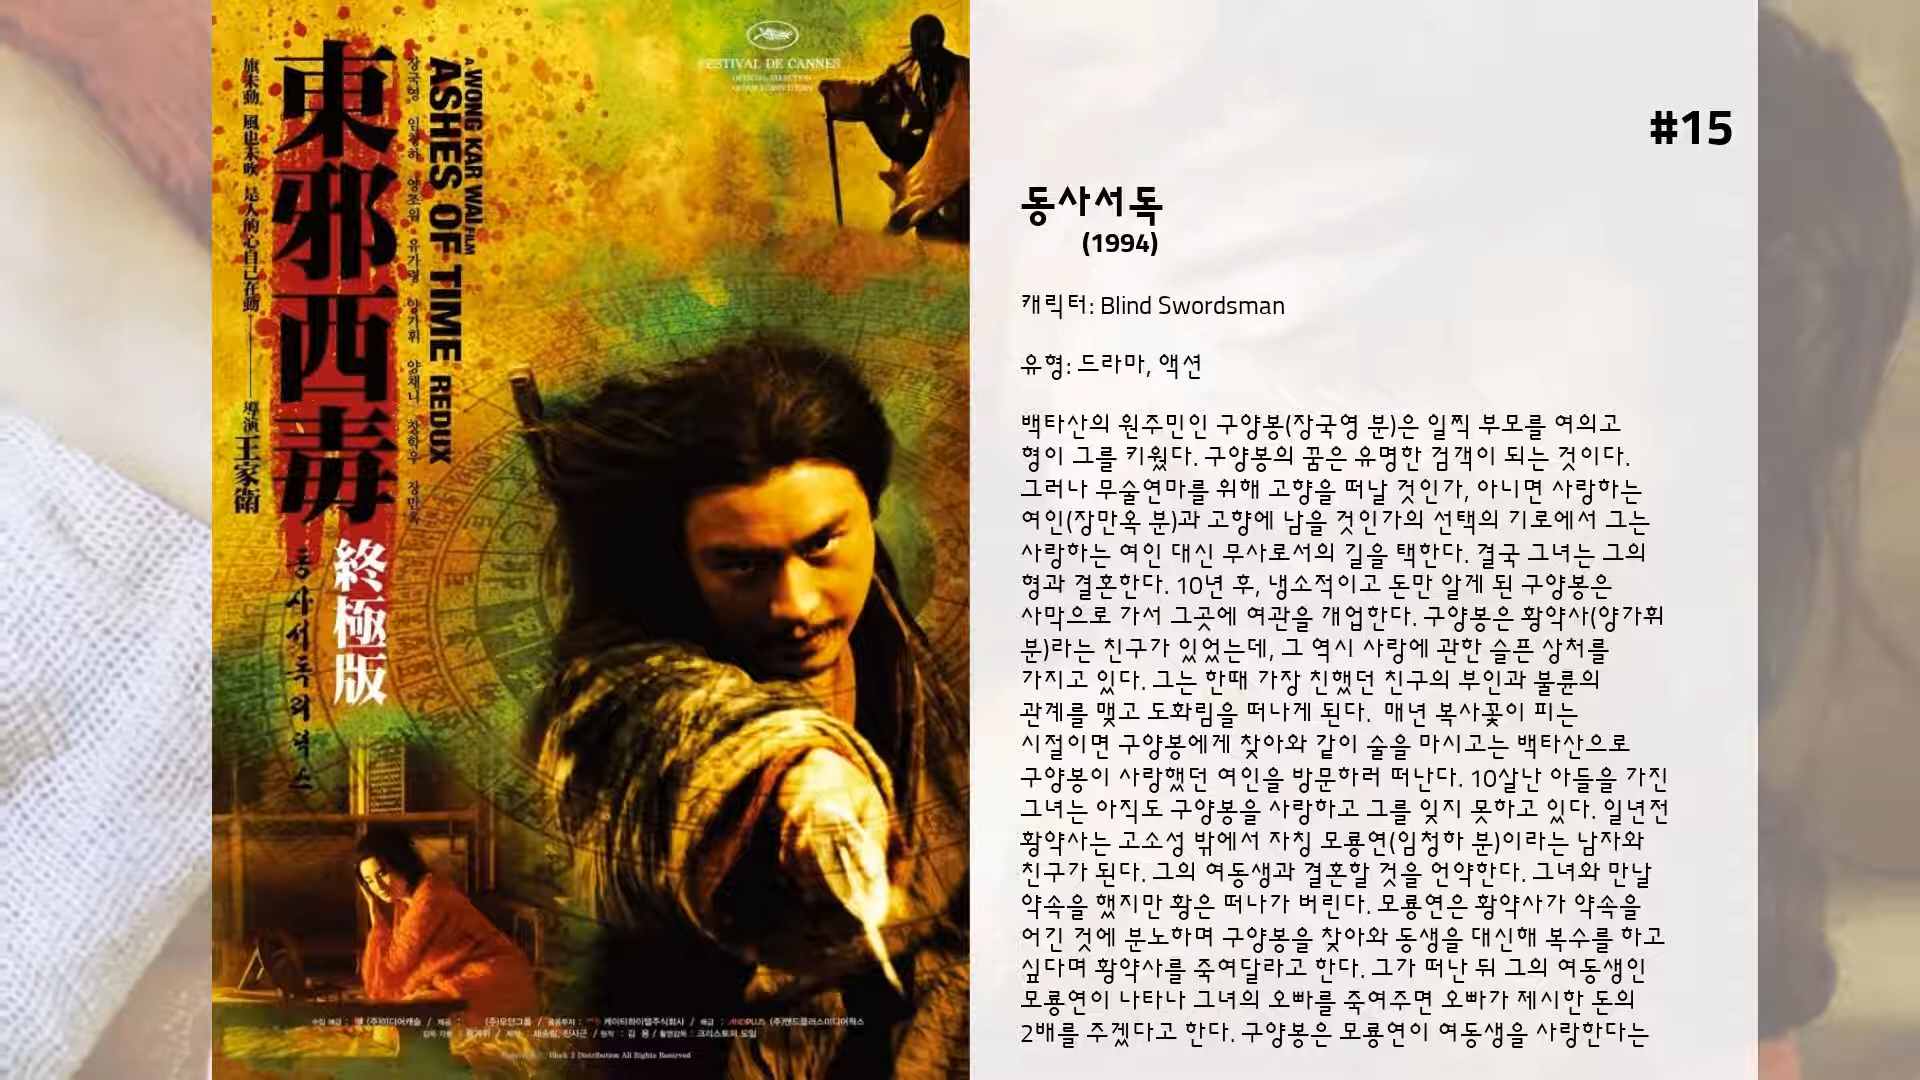 FESTIVAL DE CANNES
OFFICIAL SELECTION
旗未動 風也未吹 是人的心自己在動
導演 王家衛
東邪西毒
終極版
동사서독 리덕스
장국영 임청하 양조위 유가령 양가휘 양채니 장학우 장만옥
A WONG KAR WAI FILM
ASHES OF TIME REDUX
Block 2 Distribution All Rights Reserved
#15
동사서독
(1994)
캐릭터: Blind Swordsman
유형: 드라마, 액션
백타산의 원주민인 구양봉(장국영 분)은 일찍 부모를 여의고
형이 그를 키웠다. 구양봉의 꿈은 유명한 검객이 되는 것이다.
그러나 무술연마를 위해 고향을 떠날 것인가, 아니면 사랑하는
여인(장만옥 분)과 고향에 남을 것인가의 선택의 기로에서 그는
사랑하는 여인 대신 무사로서의 길을 택한다. 결국 그녀는 그의
형과 결혼한다. 10년 후, 냉소적이고 돈만 알게 된 구양봉은
사막으로 가서 그곳에 여관을 개업한다. 구양봉은 황약사(양가휘
분)라는 친구가 있었는데, 그 역시 사랑에 관한 슬픈 상처를
가지고 있다. 그는 한때 가장 친했던 친구의 부인과 불륜의
관계를 맺고 도화림을 떠나게 된다. 매년 복사꽃이 피는
시절이면 구양봉에게 찾아와 같이 술을 마시고는 백타산으로
구양봉이 사랑했던 여인을 방문하러 떠난다. 10살난 아들을 가진
그녀는 아직도 구양봉을 사랑하고 그를 잊지 못하고 있다. 일년전
황약사는 고소성 밖에서 자칭 모룡연(임청하 분)이라는 남자와
친구가 된다. 그의 여동생과 결혼할 것을 언약한다. 그녀와 만날
약속을 했지만 황은 떠나가 버린다. 모룡연은 황약사가 약속을
어긴 것에 분노하며 구양봉을 찾아와 동생을 대신해 복수를 하고
싶다며 황약사를 죽여달라고 한다. 그가 떠난 뒤 그의 여동생인
모룡연이 나타나 그녀의 오빠를 죽여주면 오빠가 제시한 돈의
2배를 주겠다고 한다. 구양봉은 모룡연이 여동생을 사랑한다는